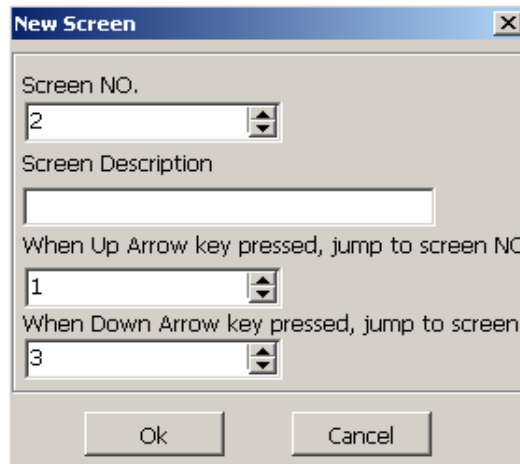 New Screen
Screen NO.
2
Screen Description
When Up Arrow key pressed, jump to screen NO
1
When Down Arrow key pressed, jump to screen
3
Ok
Cancel